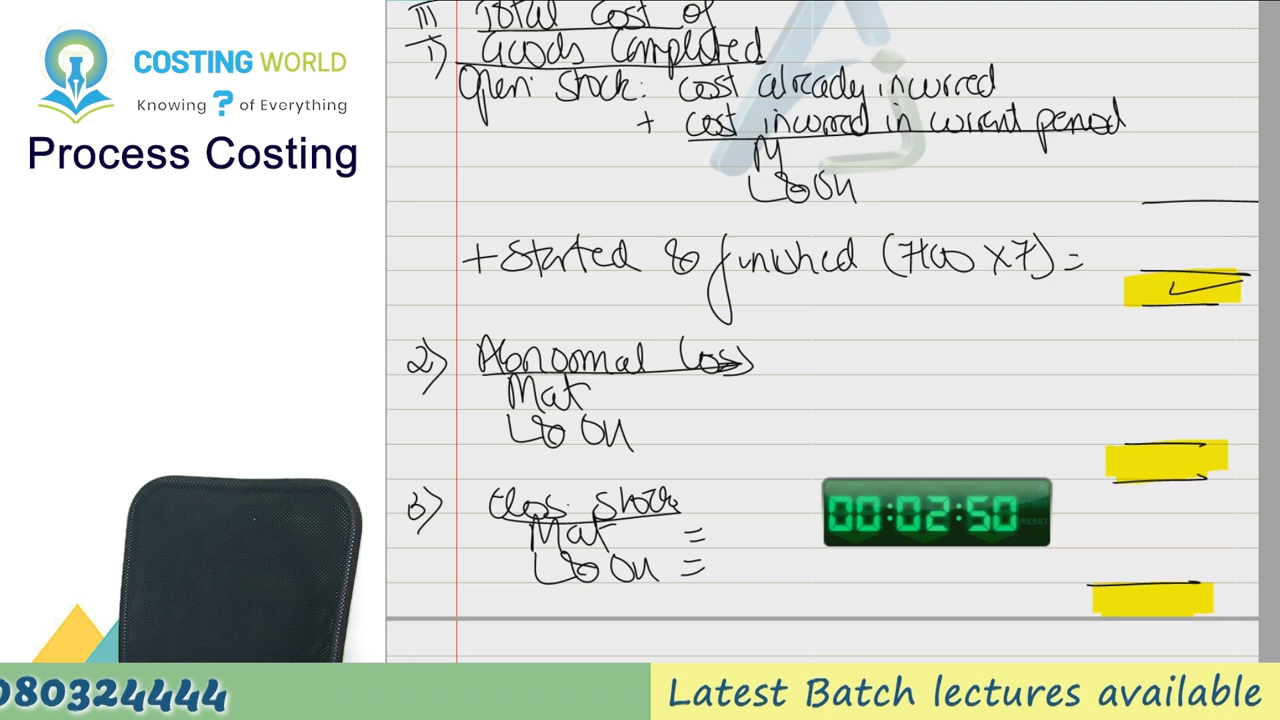 COSTING WORLD
Knowing ? of Everything
Process Costing
III Total Cost of
1) Goods Completed
Open Stock: cost already incurred
+ cost incurred in current period
M
L & OH
+ Started & finished (7400 X 7) =
2) Abnormal Loss
Mat
L & OH
3) Clos. Stock
Mat =
L & OH =
00:02:50
RESET
080324444
Latest Batch lectures available